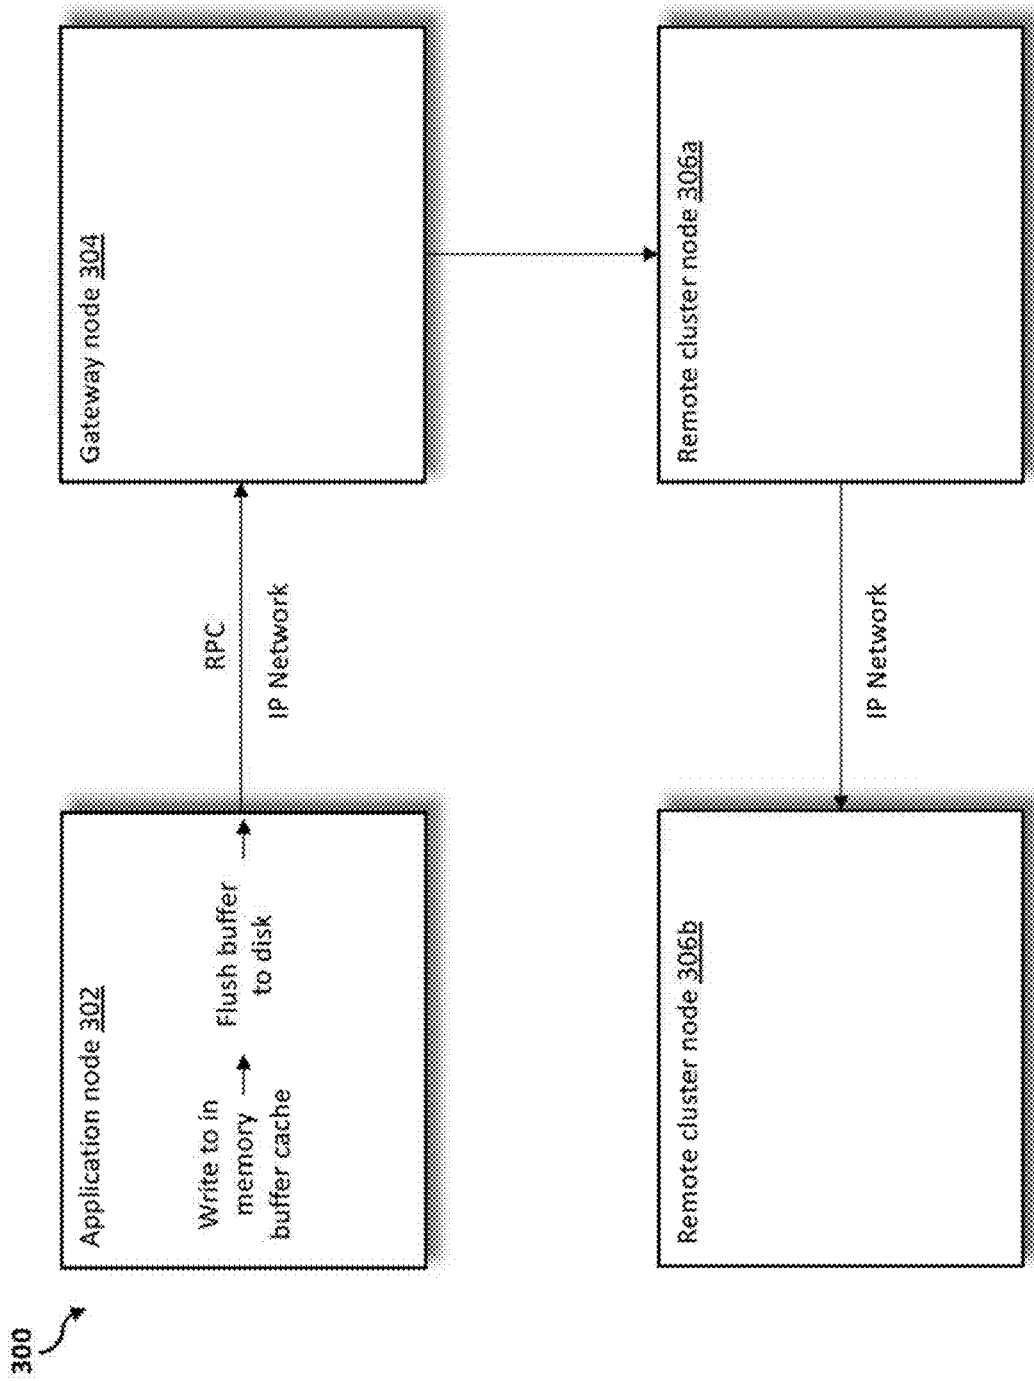 300
Application node 302
Write to in
memory
buffer cache
Flush buffer
to disk
RPC
IP Network
Gateway node 304
Remote cluster node 306b
IP Network
Remote cluster node 306a